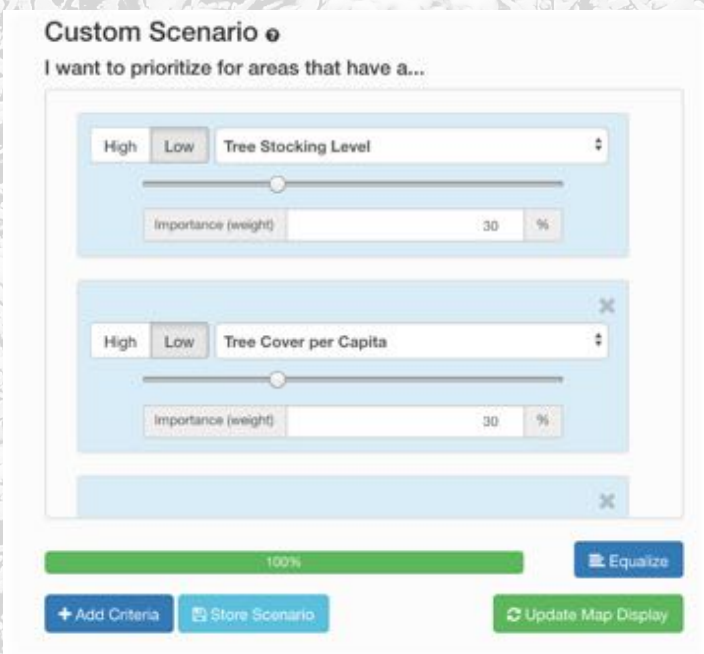 Custom Scenario
I want to prioritize for areas that have a...
High Low Tree Stocking Level
Importance (weight) 30 %
High Low Tree Cover per Capita
Importance (weight) 30 %
100% Equalize
Add Criteria Store Scenario Update Map Display